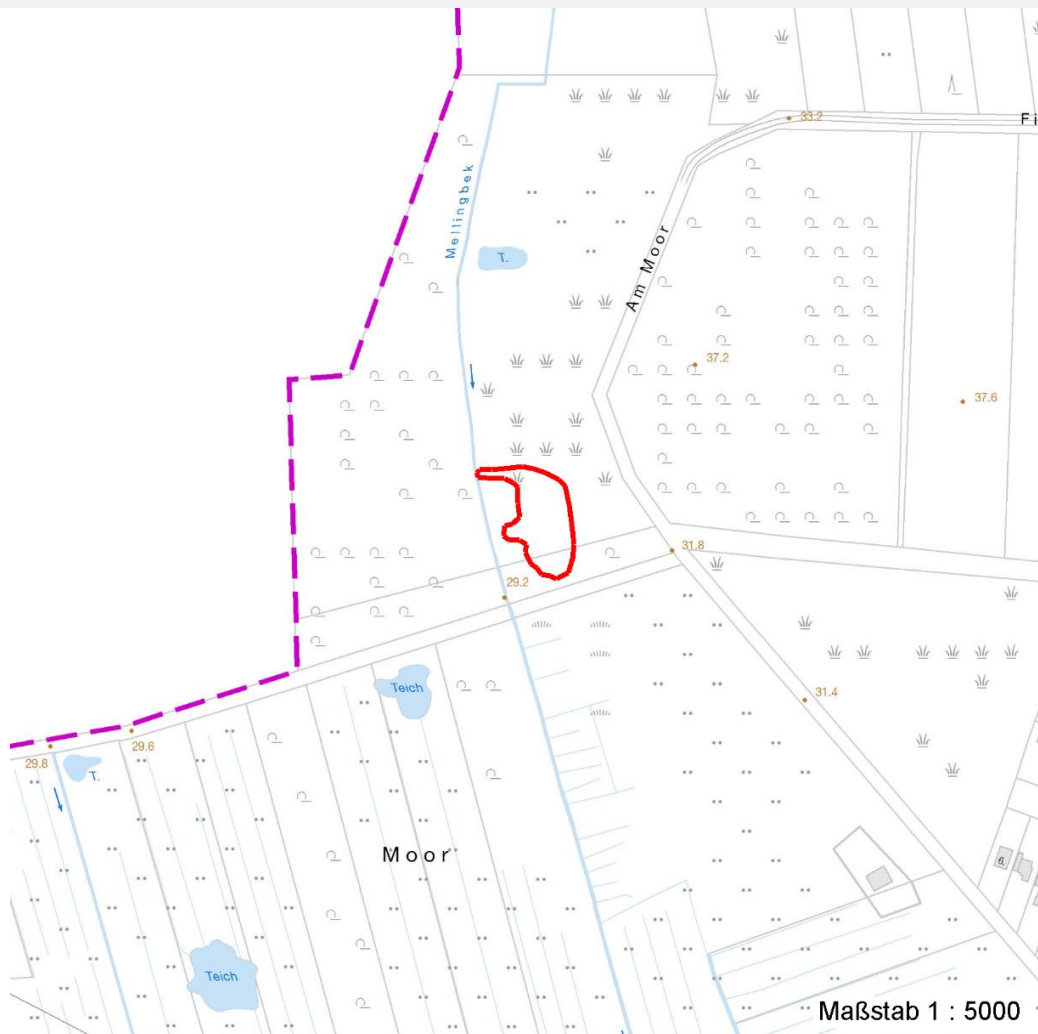 33.2
Fi
Mellingbek
T.
Am Moor
37.2
37.6
31.8
29.2
31.4
Teich
29.6
29.8
T.
Moor
6.
Teich
Maßstab 1 : 5000